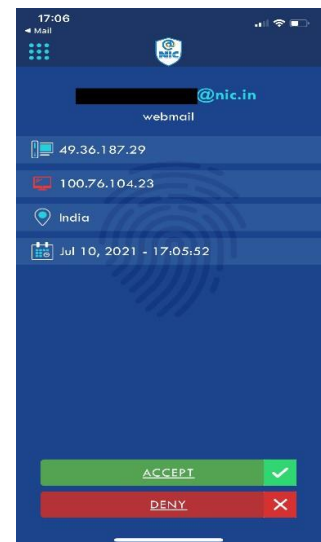 17:06
◀ Mail
@
NIC
@nic.in
webmail
49.36.187.29
100.76.104.23
India
Jul 10, 2021 - 17:05:52
ACCEPT
DENY